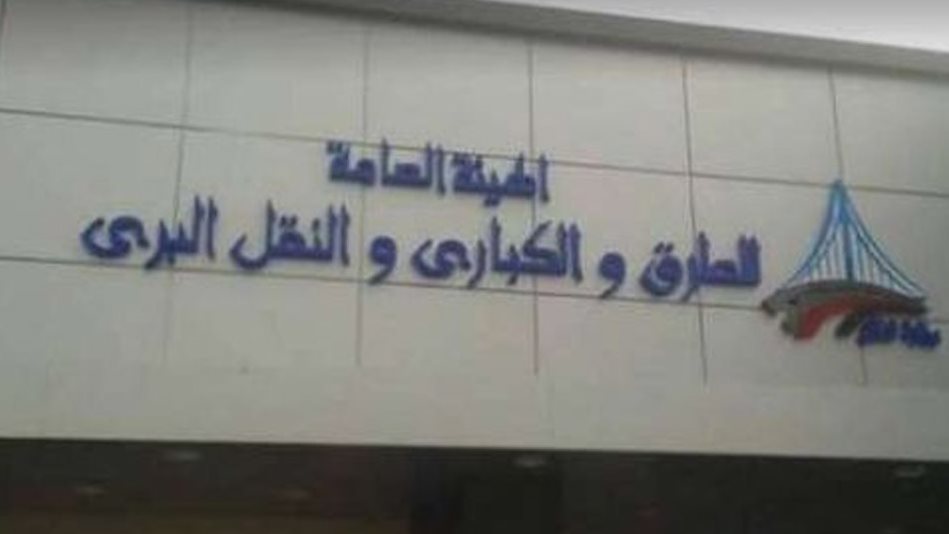 الهيئة العامة
للطرق و الكبارى و النقل البرى